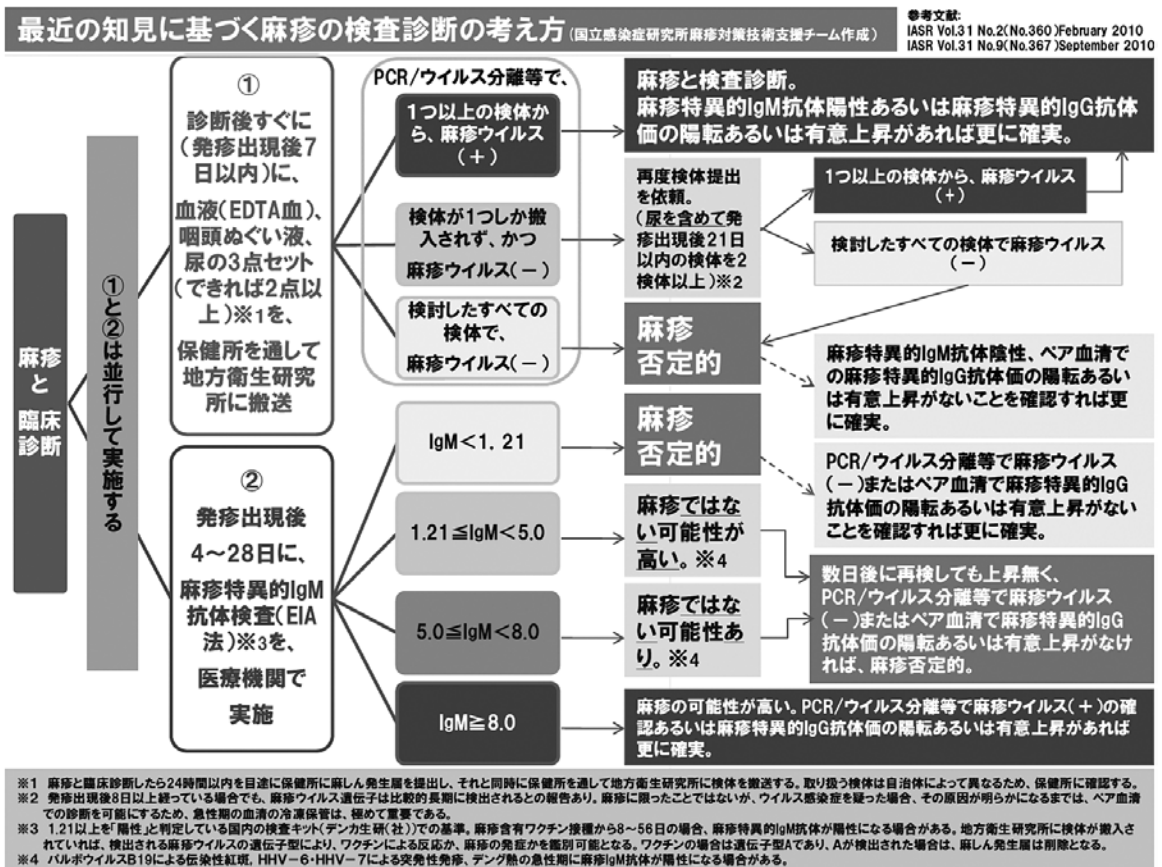 最近の知見に基づく麻疹の検査診断の考え方(国立感染症研究所麻疹対策技術支援チーム作成)
参考文献:
IASR Vol.31 No.2(No.360)February 2010
IASR Vol.31 No.9(No.367)September 2010
麻疹
と
臨床
診断
①と②は並行して実施する
①
診断後すぐに
(発疹出現後7
日以内)に、
血液(EDTA血)、
咽頭ぬぐい液、
尿の3点セット
(できれば2点以
上)※1を、
保健所を通して
地方衛生研究
所に搬送
PCR/ウイルス分離等で、
1つ以上の検体か
ら、麻疹ウイルス
(+)
検体が1つしか搬
入されず、かつ
麻疹ウイルス(-)
検討したすべての
検体で、
麻疹ウイルス(-)
麻疹と検査診断。
麻疹特異的IgM抗体陽性あるいは麻疹特異的IgG抗体
価の陽転あるいは有意上昇があれば更に確実。
再度検体提出
を依頼。
(尿を含めて発
疹出現後21日
以内の検体を2
検体以上)※2
1つ以上の検体から、麻疹ウイルス
(+)
検討したすべての検体で麻疹ウイルス
(-)
麻疹
否定的
麻疹特異的IgM抗体陰性、ペア血清で
の麻疹特異的IgG抗体価の陽転あるい
は有意上昇がないことを確認すれば更
に確実。
②
発疹出現後
4~28日に、
麻疹特異的IgM
抗体検査(EIA
法)※3を、
医療機関で
実施
IgM<1.21
1.21≦IgM<5.0
5.0≦IgM<8.0
IgM≧8.0
麻疹
否定的
PCR/ウイルス分離等で麻疹ウイルス
(-)またはペア血清で麻疹特異的IgG
抗体価の陽転あるいは有意上昇がない
ことを確認すれば更に確実。
麻疹ではな
い可能性が
高い。※4
麻疹ではな
い可能性あ
り。※4
数日後に再検しても上昇無く、
PCR/ウイルス分離等で麻疹ウイルス
(-)またはペア血清で麻疹特異的IgG
抗体価の陽転あるいは有意上昇がなけ
れば、麻疹否定的。
麻疹の可能性が高い。PCR/ウイルス分離等で麻疹ウイルス(+)の確
認あるいは麻疹特異的IgG抗体価の陽転あるいは有意上昇があれば
更に確実。
※1 麻疹と臨床診断したら24時間以内を目途に保健所に麻しん発生届を提出し、それと同時に保健所を通して地方衛生研究所に検体を搬送する。取り扱う検体は自治体によって異なるため、保健所に確認する。
※2 発疹出現後8日以上経っている場合でも、麻疹ウイルス遺伝子は比較的長期に検出されるとの報告あり。麻疹に限ったことではないが、ウイルス感染症を疑った場合、その原因が明らかになるまでは、ペア血清
での診断を可能にするため、急性期の血清の冷凍保管は、極めて重要である。
※3 1.21以上を「陽性」と判定している国内の検査キット(デンカ生研(社))での基準。麻疹含有ワクチン接種から8~56日の場合、麻疹特異的IgM抗体が陽性になる場合がある。地方衛生研究所に検体が搬入さ
れていれば、検出される麻疹ウイルスの遺伝子型により、ワクチンによる反応か、麻疹の発症かを鑑別可能となる。ワクチンの場合は遺伝子型Aであり、Aが検出された場合は、麻しん発生届は削除となる。
※4 パルボウイルスB19による伝染性紅斑、HHV-6・HHV-7による突発性発疹、デング熱の急性期に麻疹IgM抗体が陽性になる場合がある。